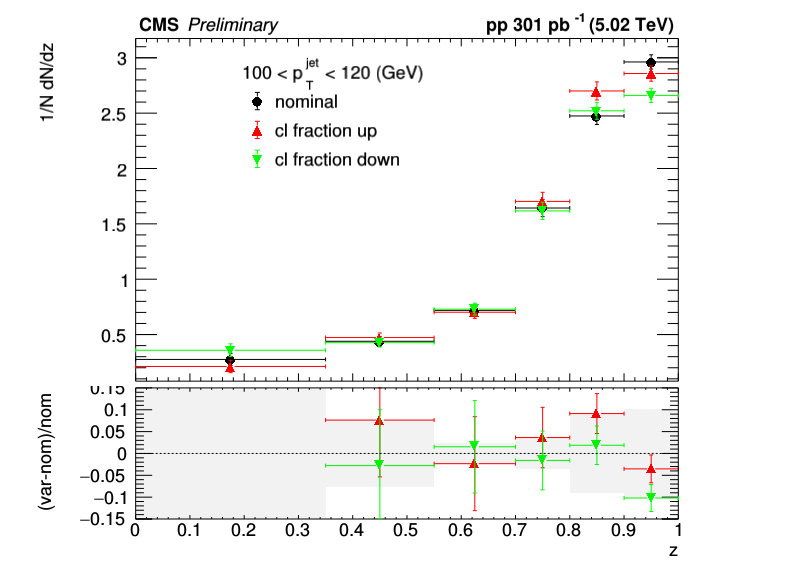 CMS Preliminary pp 301 pb⁻¹ (5.02 TeV)
1/N dN/dz
3
2.5
2
1.5
1
0.5
100 < p_T^jet < 120 (GeV)
nominal
cl fraction up
cl fraction down
(var-nom)/nom
0.15
0.1
0.05
0
−0.05
−0.1
−0.15
0 0.1 0.2 0.3 0.4 0.5 0.6 0.7 0.8 0.9 1
z